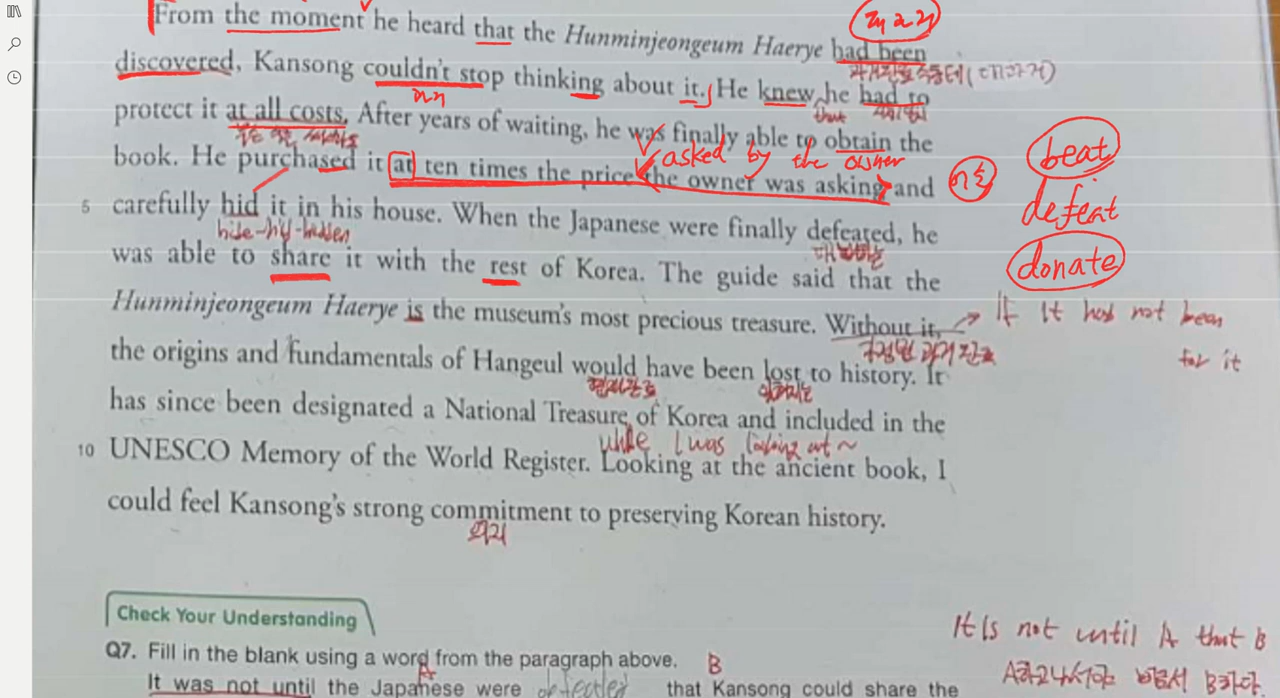 From the moment he heard that the Hunminjeongeum Haerye had been
discovered, Kansong couldn't stop thinking about it. He knew he had to
that
protect it at all costs. After years of waiting, he was finally able to obtain the
asked by the owner
book. He purchased it at ten times the price the owner was asking and
beat
5 carefully hid it in his house. When the Japanese were finally defeated, he
defeat
hide-hid-hidden
was able to share it with the rest of Korea. The guide said that the
donate
Hunminjeongeum Haerye is the museum's most precious treasure. Without it,
If it had not been
for it
the origins and fundamentals of Hangeul would have been lost to history. It
has since been designated a National Treasure of Korea and included in the
while I was looking at ~
10 UNESCO Memory of the World Register. Looking at the ancient book, I
could feel Kansong's strong commitment to preserving Korean history.
의지
Check Your Understanding
It is not until A that B
Q7. Fill in the blank using a word from the paragraph above.
A B
It was not until the Japanese were defeated that Kansong could share the